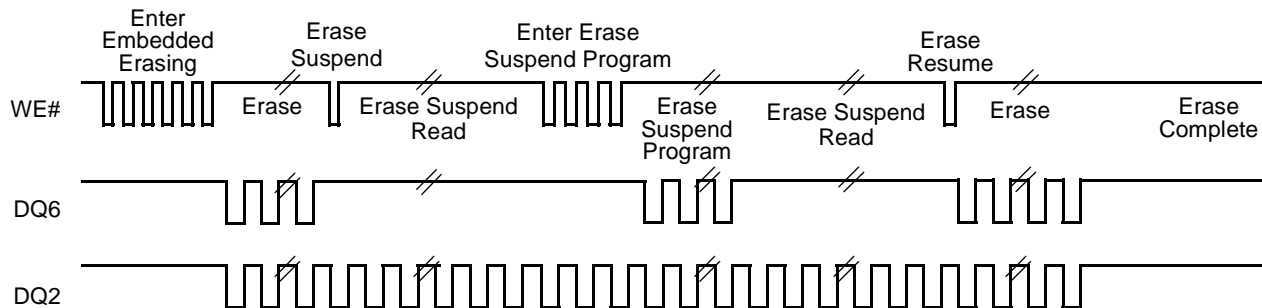 Enter
Embedded
Erasing
Erase
Suspend
Enter Erase
Suspend Program
Erase
Resume
WE#
Erase
Erase Suspend
Read
Erase
Suspend
Program
Erase Suspend
Read
Erase
Erase
Complete
DQ6
DQ2